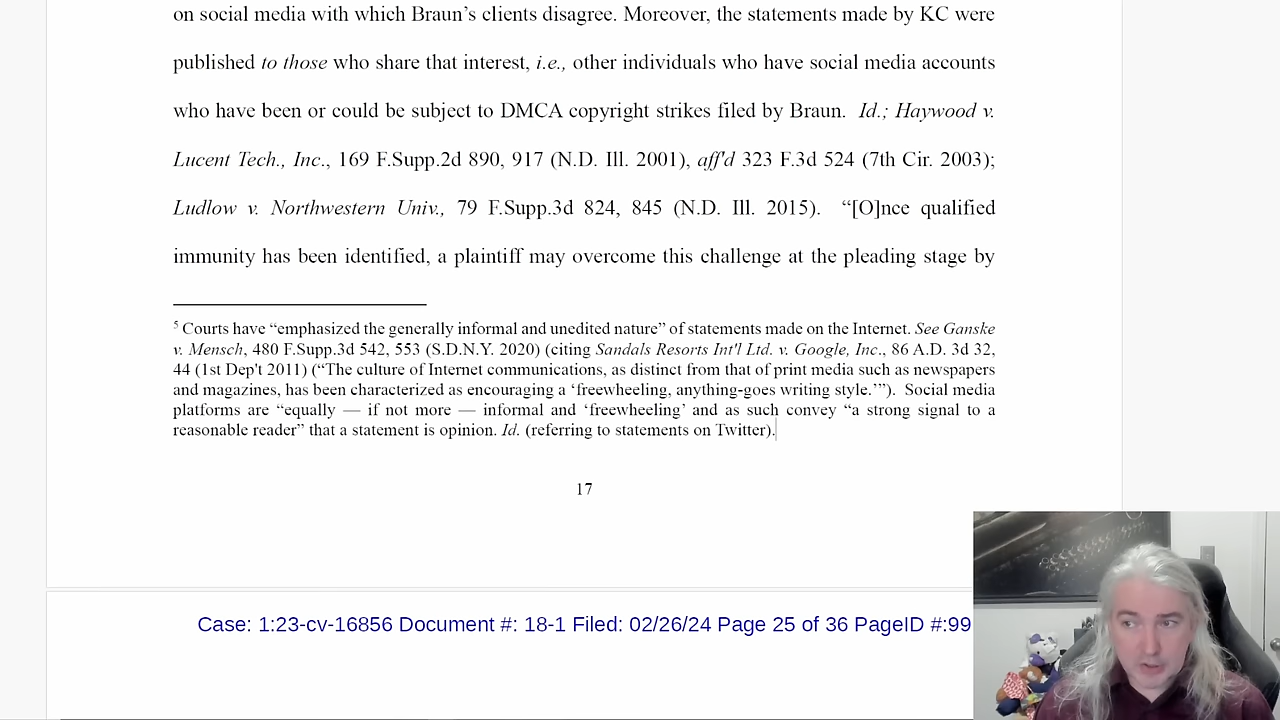 on social media with which Braun’s clients disagree. Moreover, the statements made by KC were
published to those who share that interest, i.e., other individuals who have social media accounts
who have been or could be subject to DMCA copyright strikes filed by Braun. Id.; Haywood v.
Lucent Tech., Inc., 169 F.Supp.2d 890, 917 (N.D. Ill. 2001), aff'd 323 F.3d 524 (7th Cir. 2003);
Ludlow v. Northwestern Univ., 79 F.Supp.3d 824, 845 (N.D. Ill. 2015). “[O]nce qualified
immunity has been identified, a plaintiff may overcome this challenge at the pleading stage by
5 Courts have “emphasized the generally informal and unedited nature” of statements made on the Internet. See Ganske
v. Mensch, 480 F.Supp.3d 542, 553 (S.D.N.Y. 2020) (citing Sandals Resorts Int'l Ltd. v. Google, Inc., 86 A.D. 3d 32,
44 (1st Dep't 2011) (“The culture of Internet communications, as distinct from that of print media such as newspapers
and magazines, has been characterized as encouraging a ‘freewheeling, anything-goes writing style.’”). Social media
platforms are “equally — if not more — informal and ‘freewheeling’ and as such convey “a strong signal to a
reasonable reader” that a statement is opinion. Id. (referring to statements on Twitter).
17
Case: 1:23-cv-16856 Document #: 18-1 Filed: 02/26/24 Page 25 of 36 PageID #:99